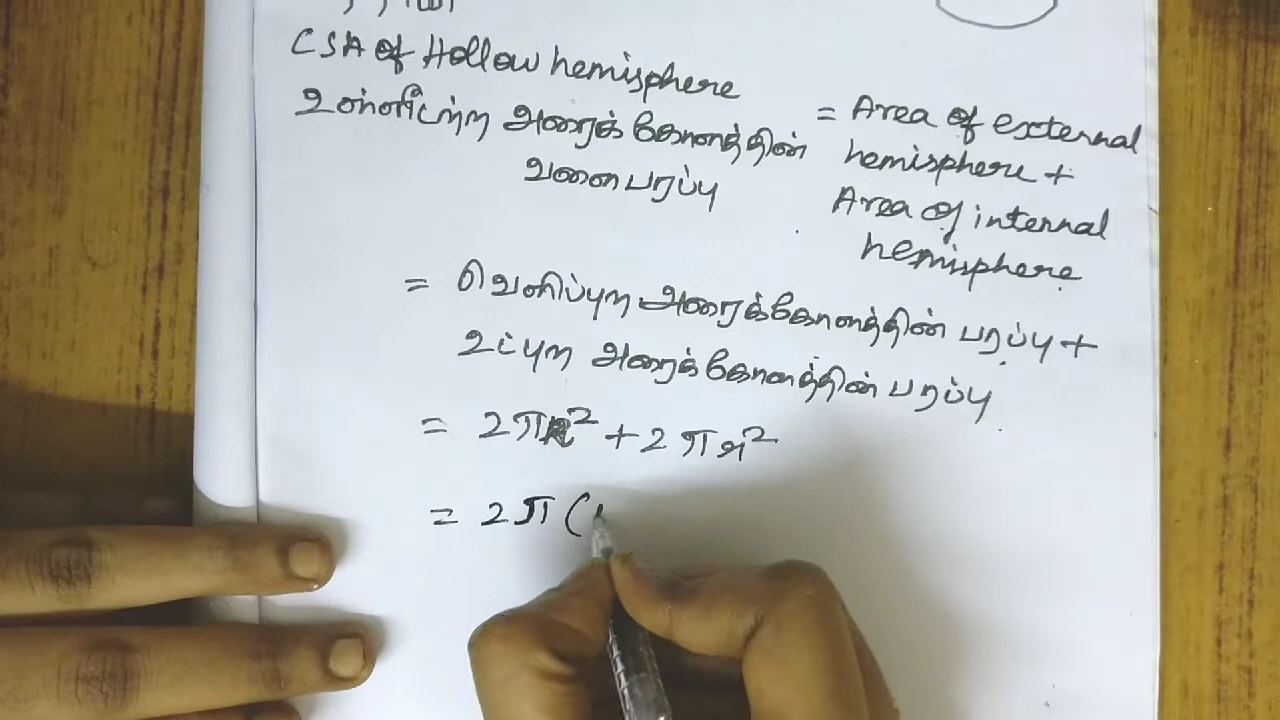 CSA of Hollow hemisphere
உள்ளீடற்ற அரைக் கோளத்தின்
வளை பரப்பு
= Area of external
hemisphere +
Area of internal
hemisphere
= வெளிப்புற அரைக்கோளத்தின் பரப்பு +
உட்புற அரைக்கோளத்தின் பரப்பு
= 2πR² + 2πr²
= 2π (